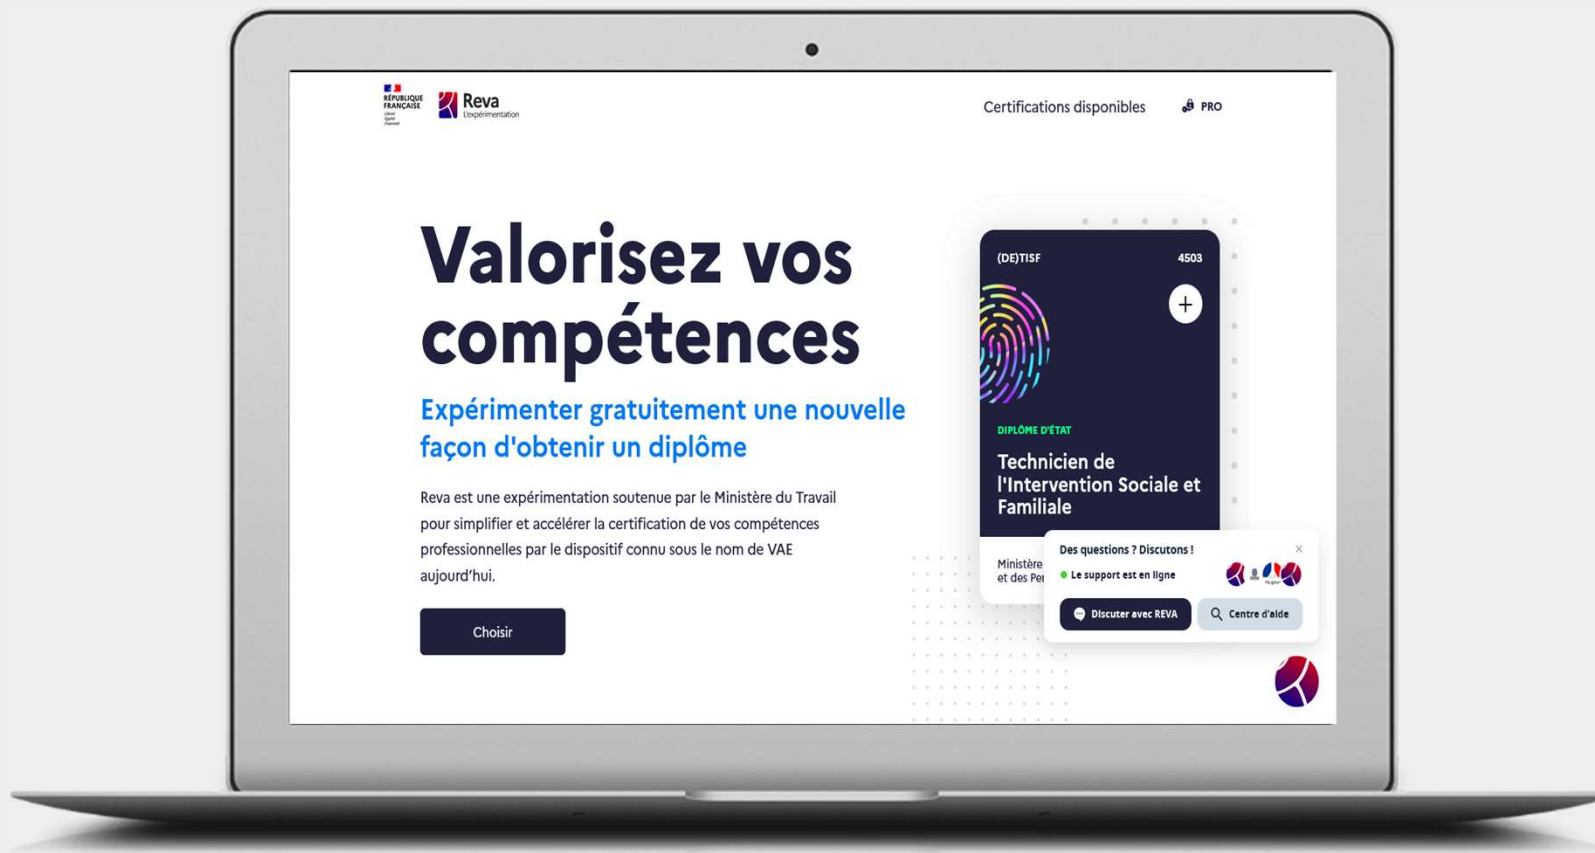 RÉPUBLIQUE
FRANÇAISE
Liberté
Égalité
Fraternité
Reva
L'expérimentation
Certifications disponibles
PRO
Valorisez vos
compétences
Expérimenter gratuitement une nouvelle
façon d'obtenir un diplôme
Reva est une expérimentation soutenue par le Ministère du Travail
pour simplifier et accélérer la certification de vos compétences
professionnelles par le dispositif connu sous le nom de VAE
aujourd'hui.
Choisir
(DE)TISF
4503
DIPLÔME D'ÉTAT
Technicien de
l'Intervention Sociale et
Familiale
Ministère
et des Per
Des questions ? Discutons !
Le support est en ligne
Discuter avec REVA
Centre d'aide